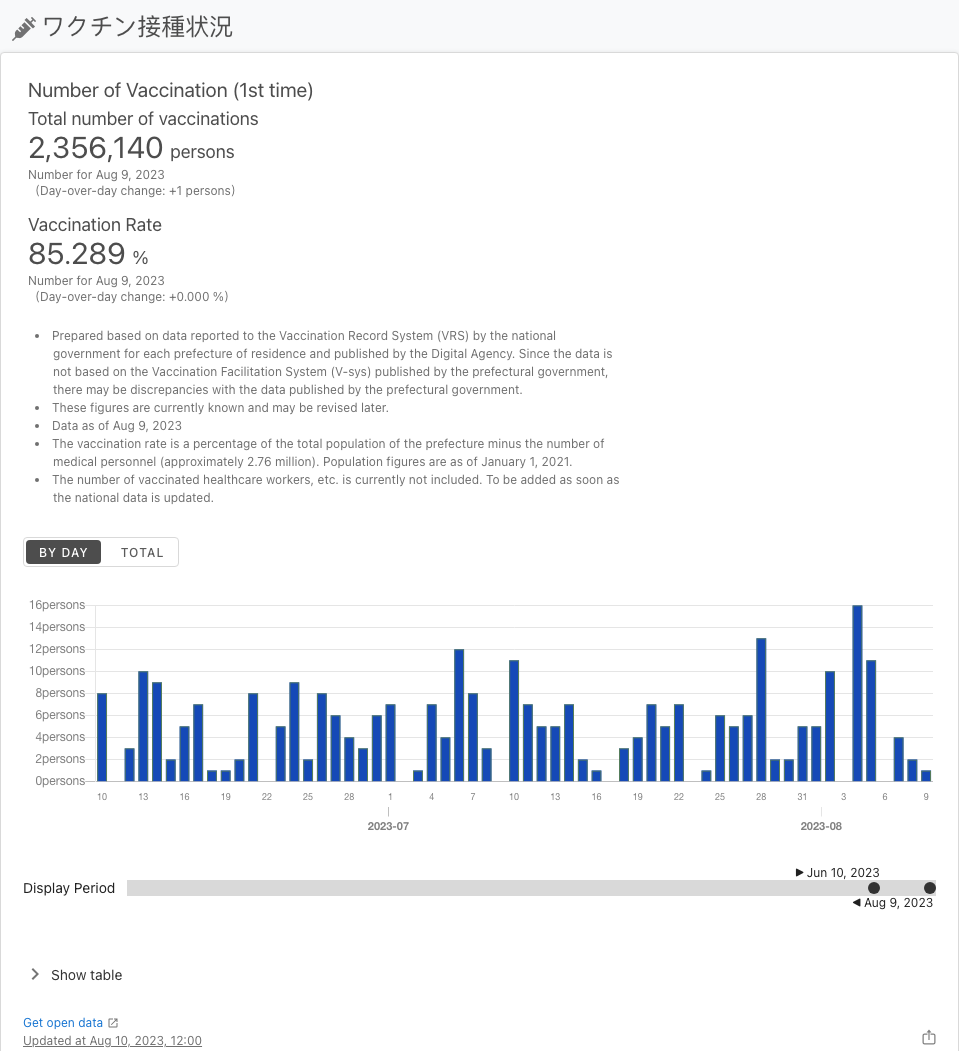 ワクチン接種状況
Number of Vaccination (1st time)
Total number of vaccinations
2,356,140 persons
Number for Aug 9, 2023
(Day-over-day change: +1 persons)
Vaccination Rate
85.289 %
Number for Aug 9, 2023
(Day-over-day change: +0.000 %)
• Prepared based on data reported to the Vaccination Record System (VRS) by the national
government for each prefecture of residence and published by the Digital Agency. Since the data is
not based on the Vaccination Facilitation System (V-sys) published by the prefectural government,
there may be discrepancies with the data published by the prefectural government.
• These figures are currently known and may be revised later.
• Data as of Aug 9, 2023
• The vaccination rate is a percentage of the total population of the prefecture minus the number of
medical personnel (approximately 2.76 million). Population figures are as of January 1, 2021.
• The number of vaccinated healthcare workers, etc. is currently not included. To be added as soon as
the national data is updated.
BY DAY TOTAL
16persons
14persons
12persons
10persons
8persons
6persons
4persons
2persons
0persons
10 13 16 19 22 25 28 1 4 7 10 13 16 19 22 25 28 31 3 6 9
2023-07 2023-08
Jun 10, 2023
Display Period
Aug 9, 2023
Show table
Get open data
Updated at Aug 10, 2023, 12:00